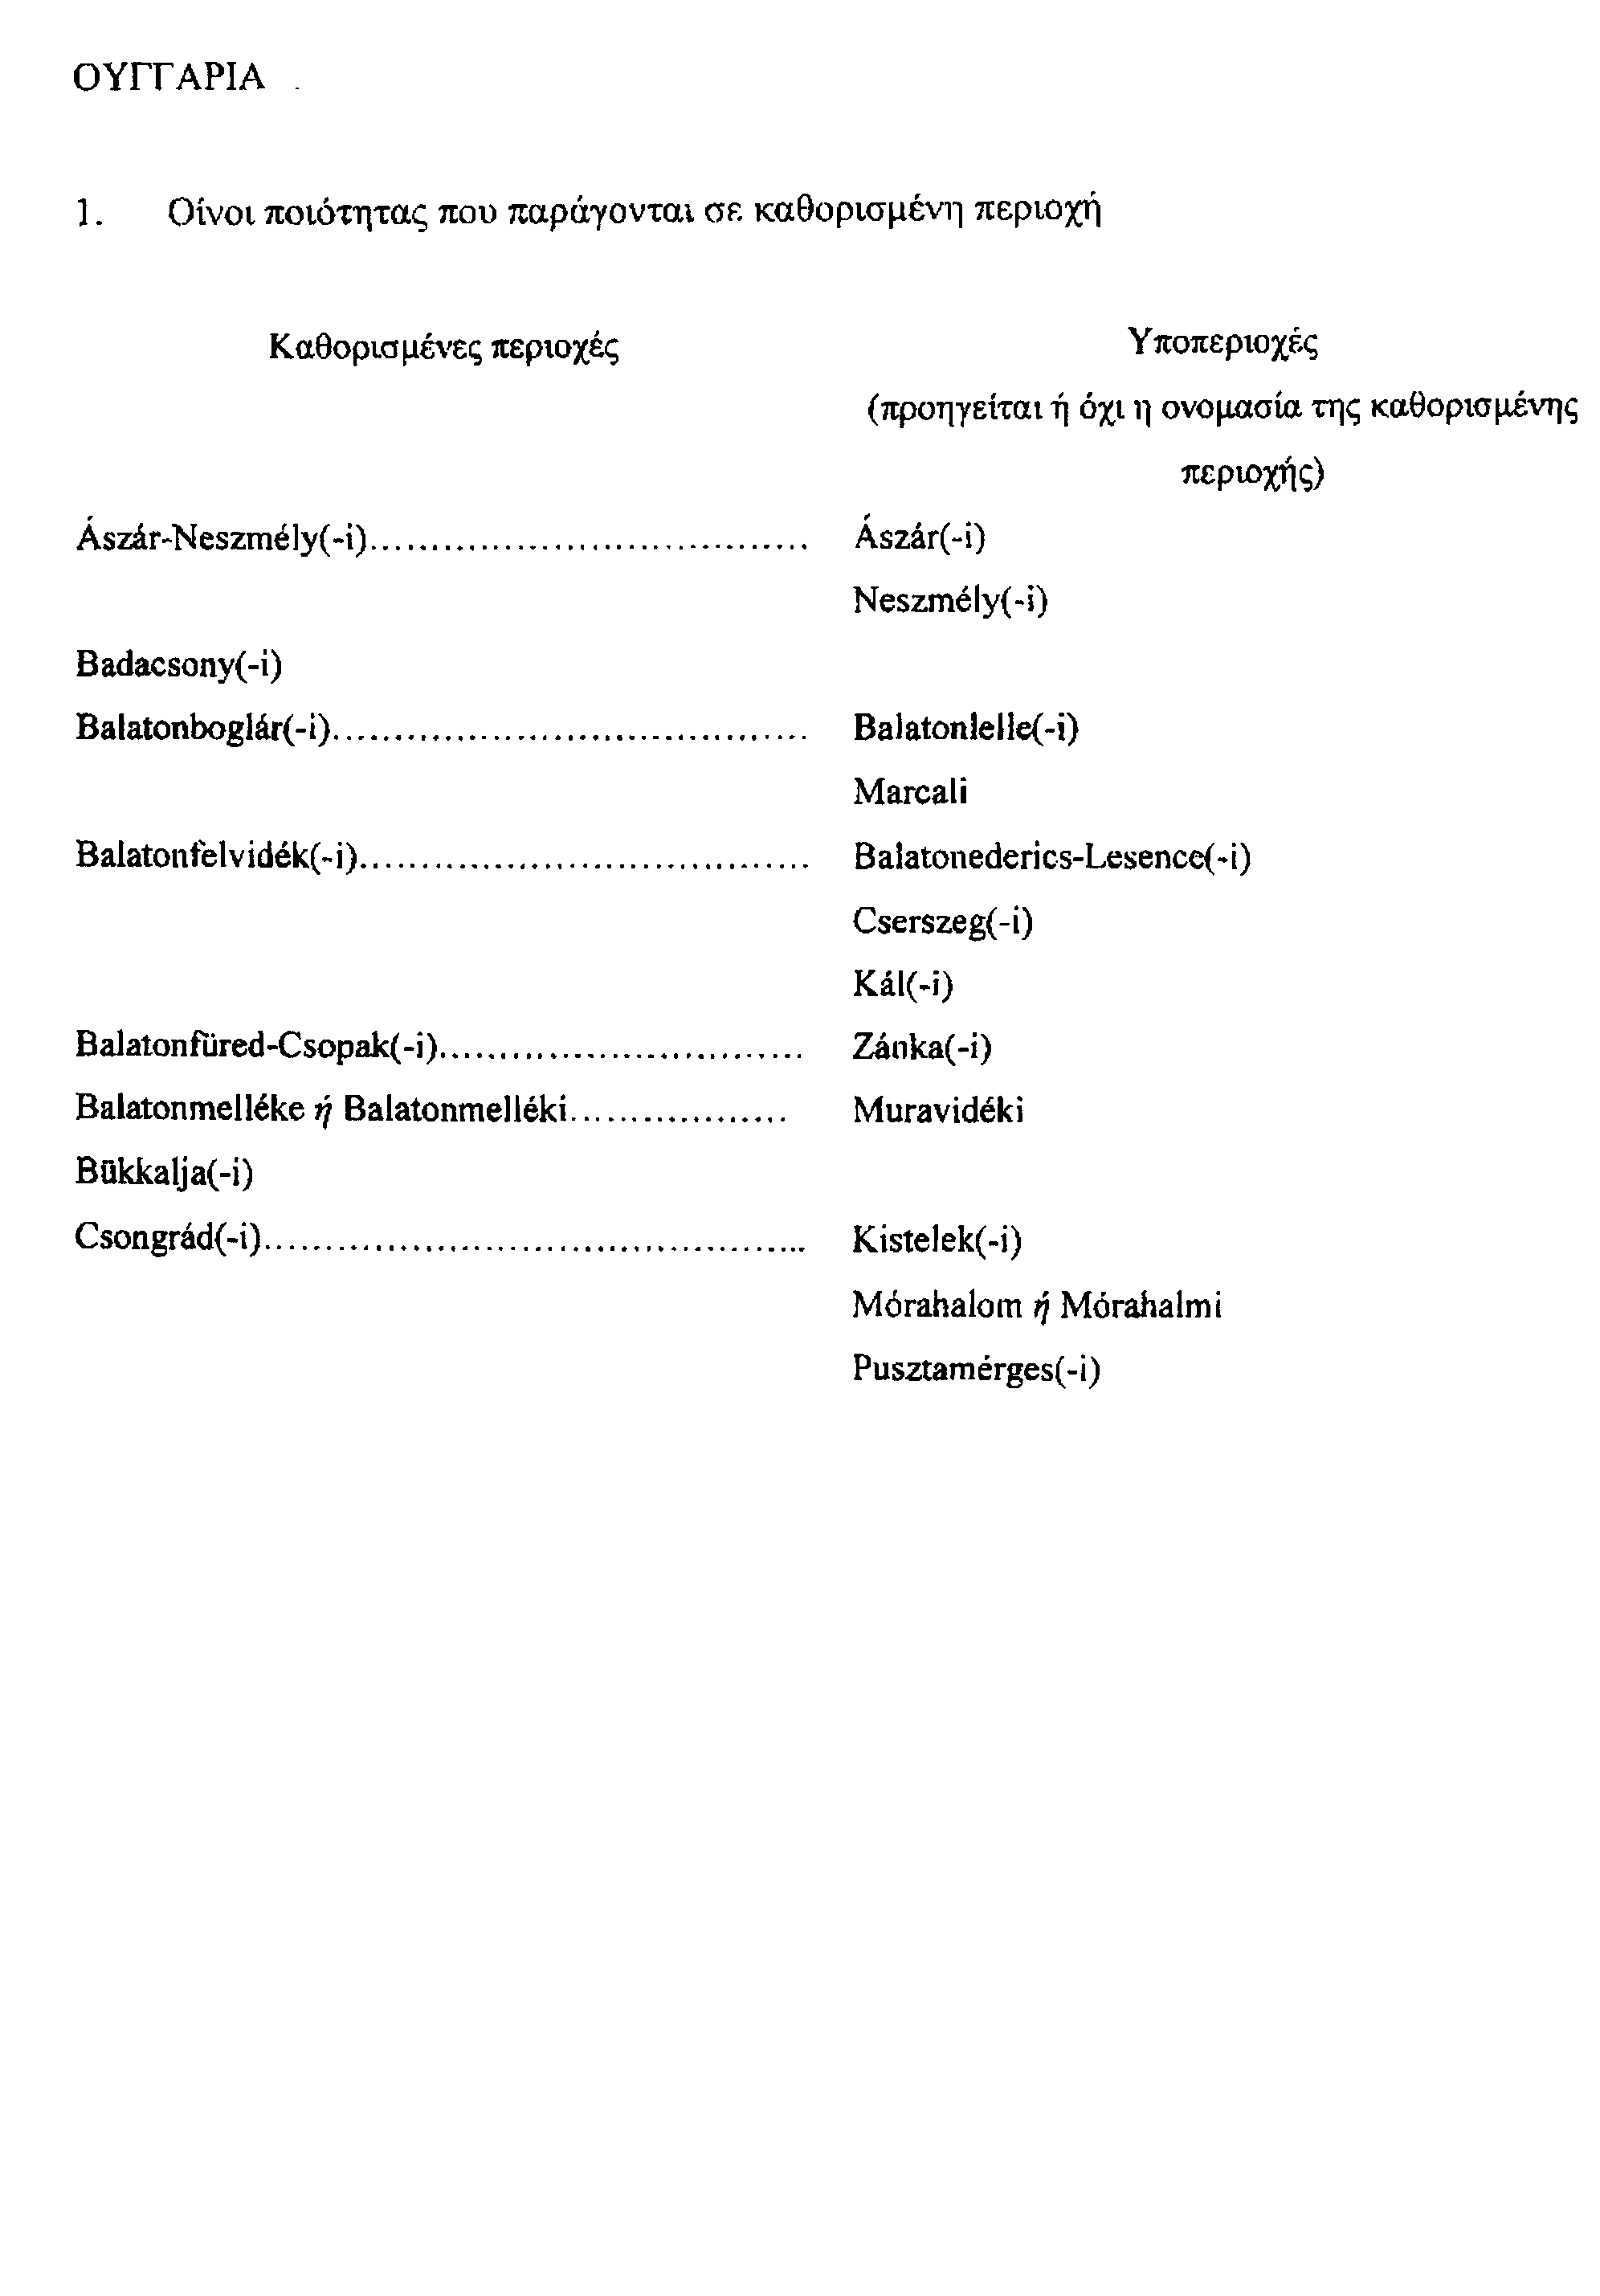 ΟΥΓΓΑΡΙΑ
1. Οίνοι ποιότητας που παράγονται σε καθορισμένη περιοχή
Καθορισμένες περιοχές Υποπεριοχές
(προηγείται ή όχι η ονομασία της καθορισμένης
περιοχής)
Ászár-Neszmély(-i)................................... Ászár(-i)
Neszmély(-i)
Badacsony(-i)
Balatonboglár(-i)...................................... Balatonlelle(-i)
Marcali
Balatonfelvidék(-i).................................... Balatonederics-Lesence(-i)
Cserszeg(-i)
Kál(-i)
Balatonfüred-Csopak(-i)............................. Zánka(-i)
Balatonmelléke ή Balatonmelléki.................. Muravidéki
Bükkalja(-i)
Csongrád(-i)............................................ Kistelek(-i)
Mórahalom ή Mórahalmi
Pusztamérges(-i)